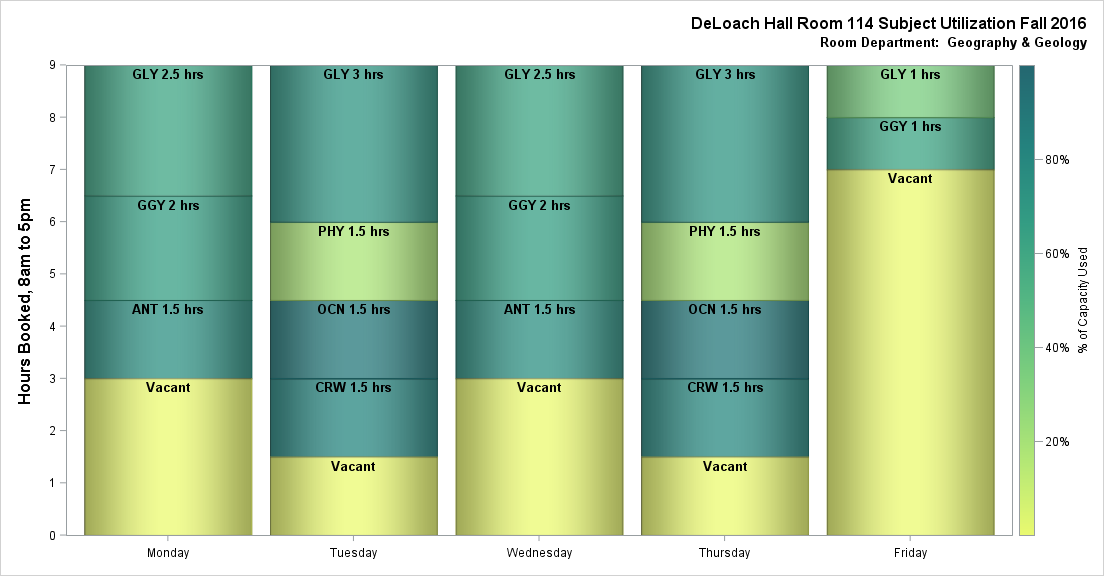 DeLoach Hall Room 114 Subject Utilization Fall 2016
Room Department: Geography & Geology
Hours Booked, 8am to 5pm
9
8
7
6
5
4
3
2
1
0
GLY 2.5 hrs
GGY 2 hrs
ANT 1.5 hrs
Vacant
Monday
GLY 3 hrs
PHY 1.5 hrs
OCN 1.5 hrs
CRW 1.5 hrs
Vacant
Tuesday
GLY 2.5 hrs
GGY 2 hrs
ANT 1.5 hrs
Vacant
Wednesday
GLY 3 hrs
PHY 1.5 hrs
OCN 1.5 hrs
CRW 1.5 hrs
Vacant
Thursday
GLY 1 hrs
GGY 1 hrs
Vacant
Friday
80%
60%
40%
20%
% of Capacity Used